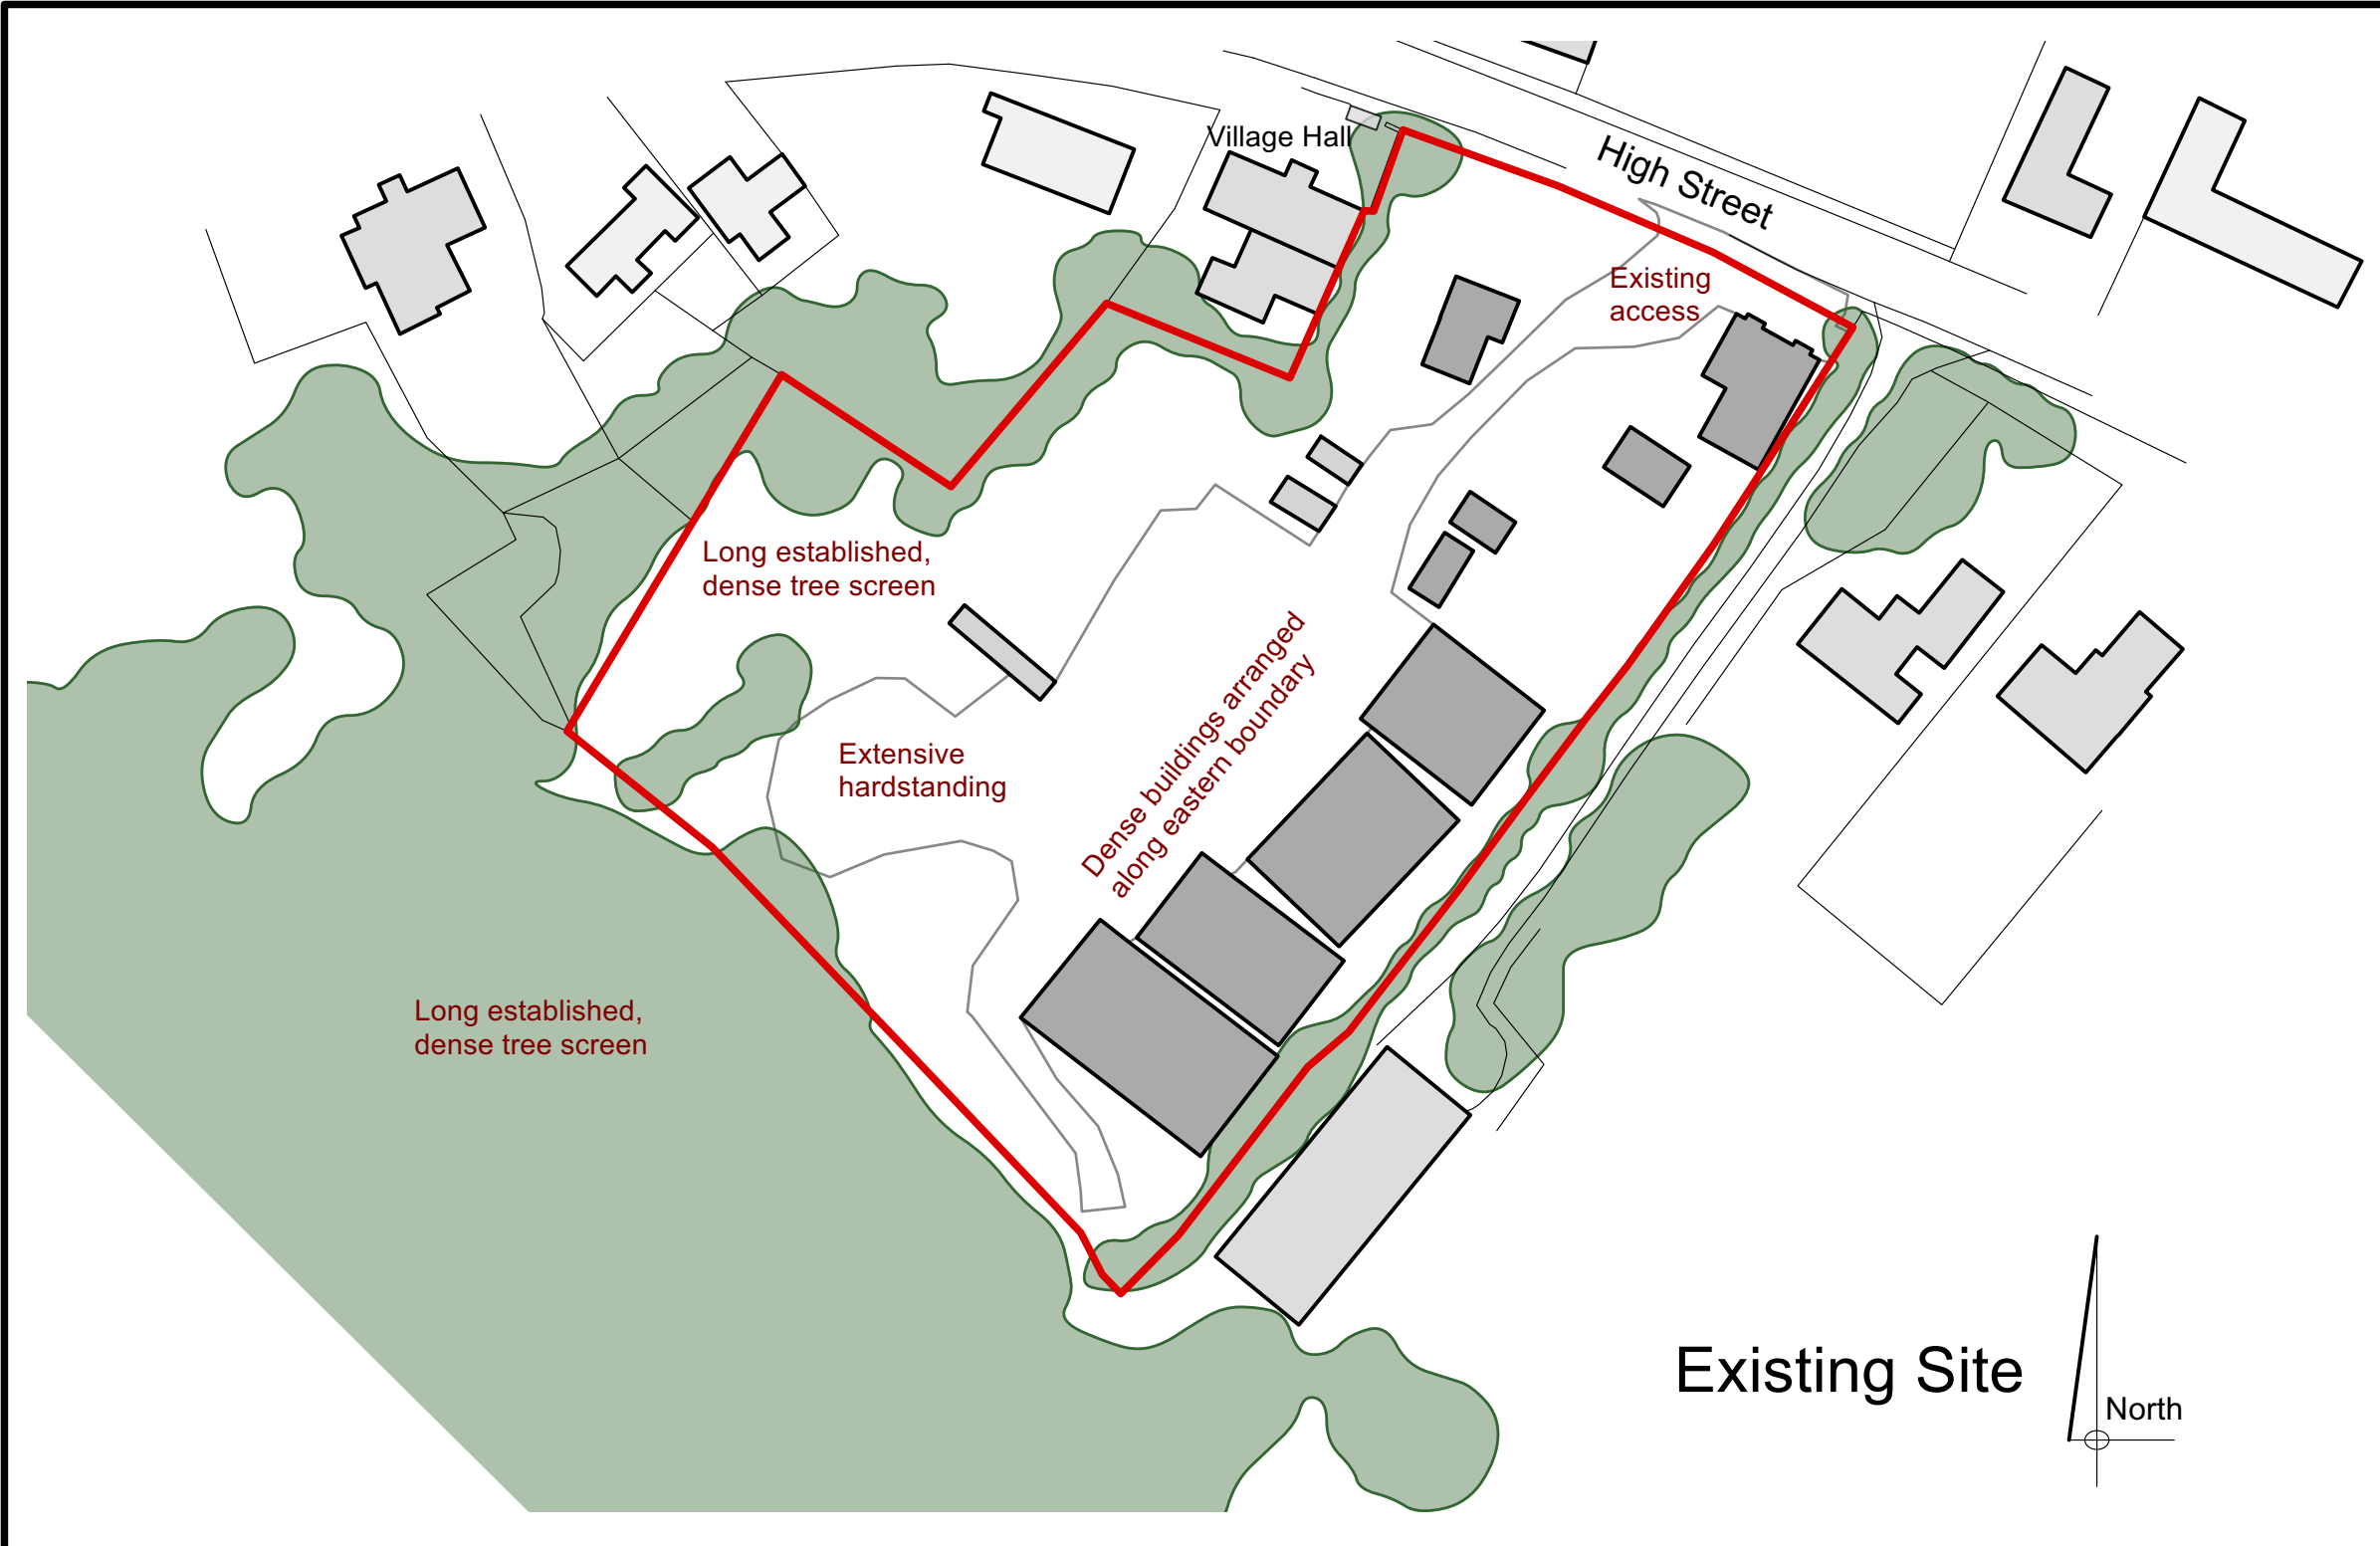 Village Hall
High Street
Existing
access
Long established,
dense tree screen
Dense buildings arranged
along eastern boundary
Extensive
hardstanding
Long established,
dense tree screen
Existing Site
North